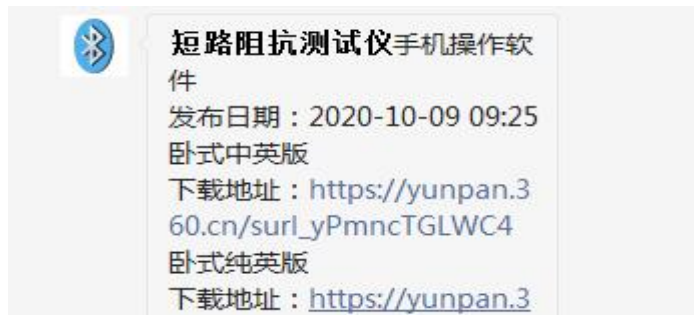 短路阻抗测试仪手机操作软
件
发布日期：2020-10-09 09:25
卧式中英版
下载地址：https://yunpan.3
60.cn/surl_yPmncTGLWC4
卧式纯英版
下载地址：https://yunpan.3